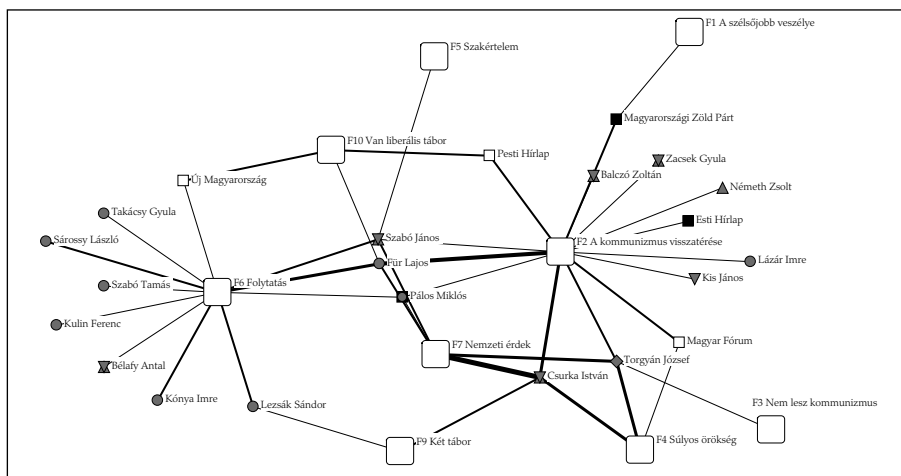 F1 A szélsőjobb veszélye
F5 Szakértelem
Magyarországi Zöld Párt
F10 Van liberális tábor
Pesti Hírlap
Zacsek Gyula
Balczó Zoltán
Új Magyarország
Németh Zsolt
Takácsy Gyula
Esti Hírlap
Sárossy László
Szabó János
F2 A kommunizmus visszatérése
Für Lajos
Lázár Imre
Szabó Tamás
F6 Folytatás
Kis János
Pálos Miklós
Kulin Ferenc
Magyar Fórum
F7 Nemzeti érdek
Torgyán József
Bélafy Antal
Csurka István
Kónya Imre
Lezsák Sándor
F3 Nem lesz kommunizmus
F9 Két tábor
F4 Súlyos örökség